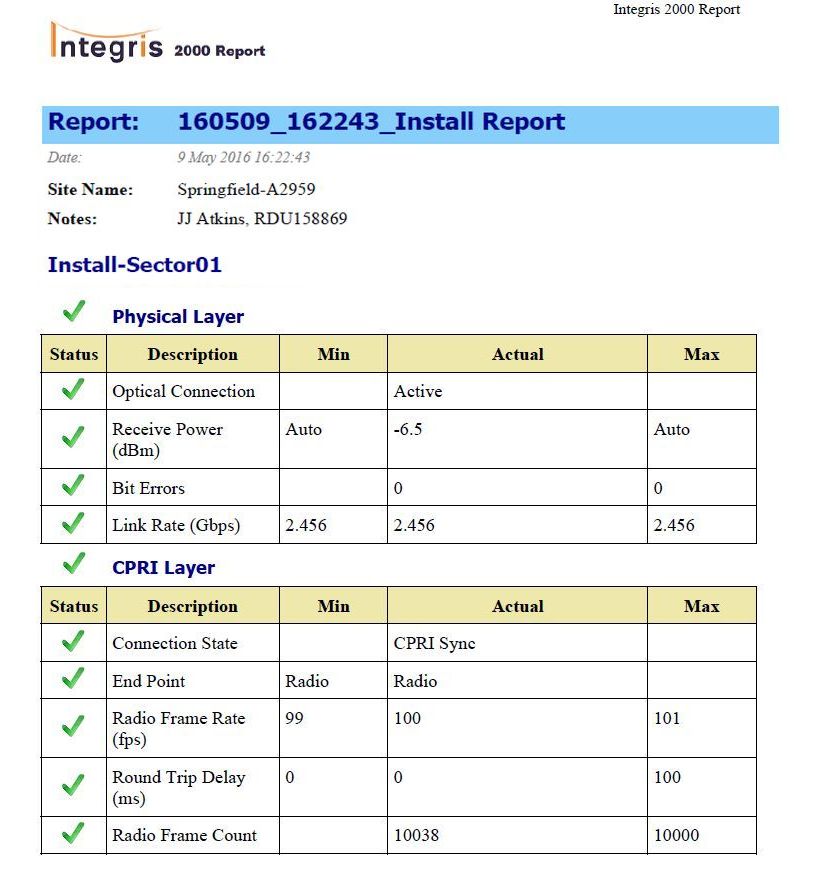 Integris 2000 Report
Integris 2000 Report
Report: 160509_162243_Install Report
Date: 9 May 2016 16:22:43
Site Name: Springfield-A2959
Notes: JJ Atkins, RDU158869
Install-Sector01
Physical Layer
Status Description Min Actual Max
Optical Connection Active
Receive Power Auto -6.5 Auto
(dBm)
Bit Errors 0 0
Link Rate (Gbps) 2.456 2.456 2.456
CPRI Layer
Status Description Min Actual Max
Connection State CPRI Sync
End Point Radio Radio
Radio Frame Rate 99 100 101
(fps)
Round Trip Delay 0 0 100
(ms)
Radio Frame Count 10038 10000